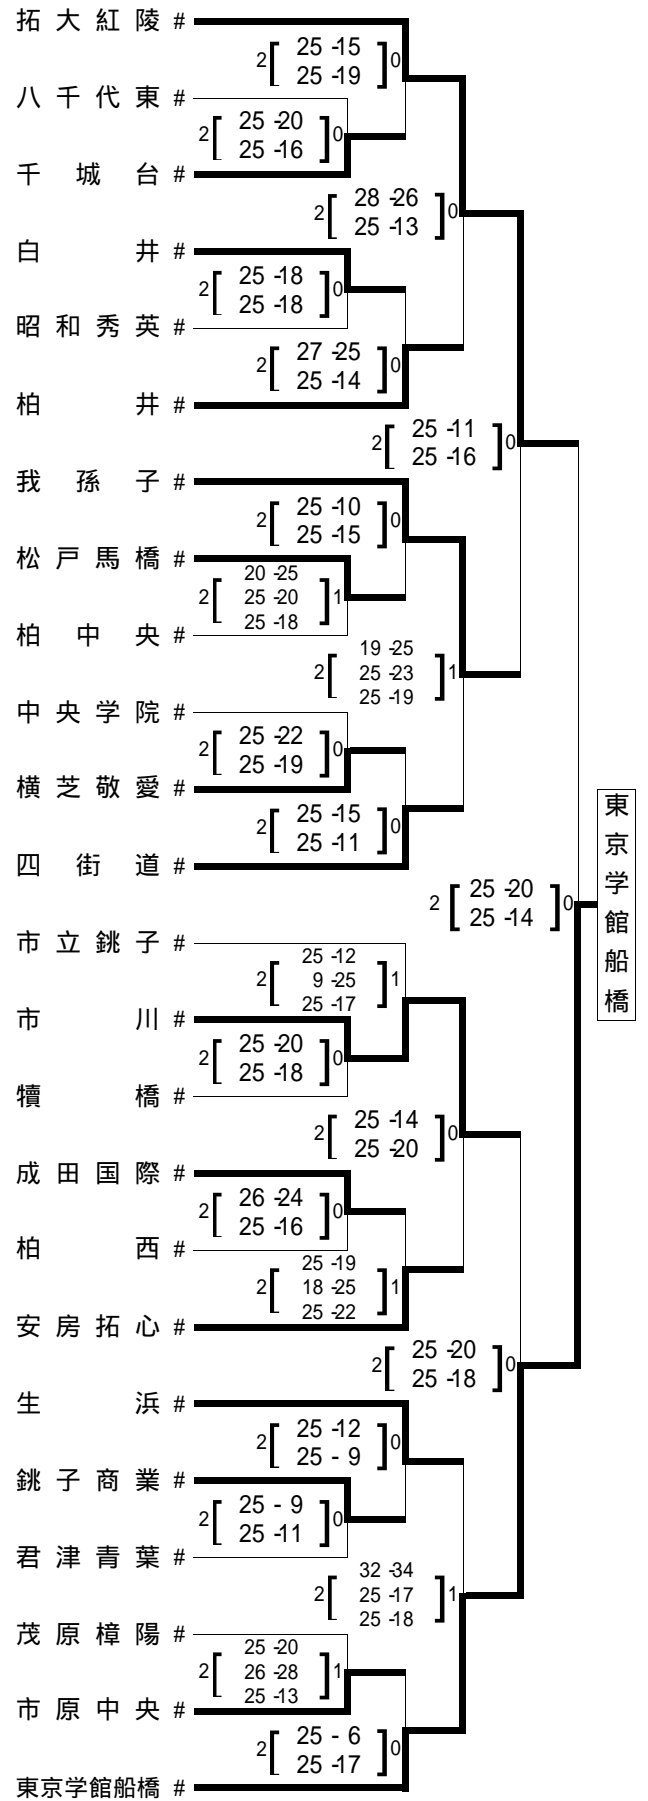 拓大紅陵 #
2 [ 25 -15 ] 0
25 -19
八千代東 #
2 [ 25 -20 ] 0
25 -16
千城台 #
2 [ 28 -26 ] 0
25 -13
白井 #
2 [ 25 -18 ] 0
25 -18
昭和秀英 #
2 [ 27 -25 ] 0
25 -14
柏井 #
2 [ 25 -11 ] 0
25 -16
我孫子 #
2 [ 25 -10 ] 0
25 -15
松戸馬橋 #
20 -25
2 [ 25 -20 ] 1
25 -18
柏中央 #
19 -25
2 [ 25 -23 ] 1
25 -19
中央学院 #
2 [ 25 -22 ] 0
25 -19
横芝敬愛 #
2 [ 25 -15 ] 0
25 -11
四街道 #
2 [ 25 -20 ] 0
25 -14
東京学館船橋
市立銚子 #
25 -12
2 [ 9 -25 ] 1
25 -17
市川 #
2 [ 25 -20 ] 0
25 -18
犢橋 #
2 [ 25 -14 ] 0
25 -20
成田国際 #
2 [ 26 -24 ] 0
25 -16
柏西 #
25 -19
2 [ 18 -25 ] 1
25 -22
安房拓心 #
2 [ 25 -20 ] 0
25 -18
生浜 #
2 [ 25 -12 ] 0
25 - 9
銚子商業 #
2 [ 25 - 9 ] 0
25 -11
君津青葉 #
32 -34
2 [ 25 -17 ] 1
25 -18
茂原樟陽 #
25 -20
2 [ 26 -28 ] 1
25 -13
市原中央 #
2 [ 25 - 6 ] 0
25 -17
東京学館船橋 #